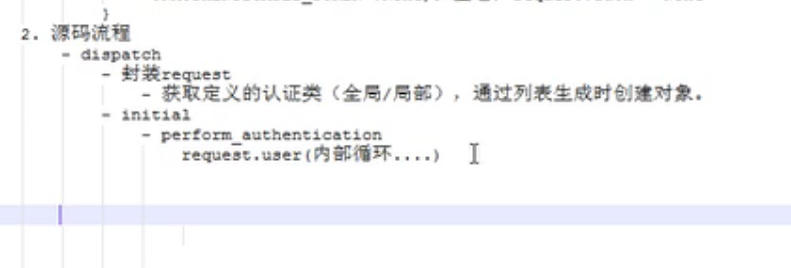 }
2. 源码流程
- dispatch
- 封装request
- 获取定义的认证类（全局/局部），通过列表生成时创建对象。
- initial
- perform_authentication
request.user(内部循环....)